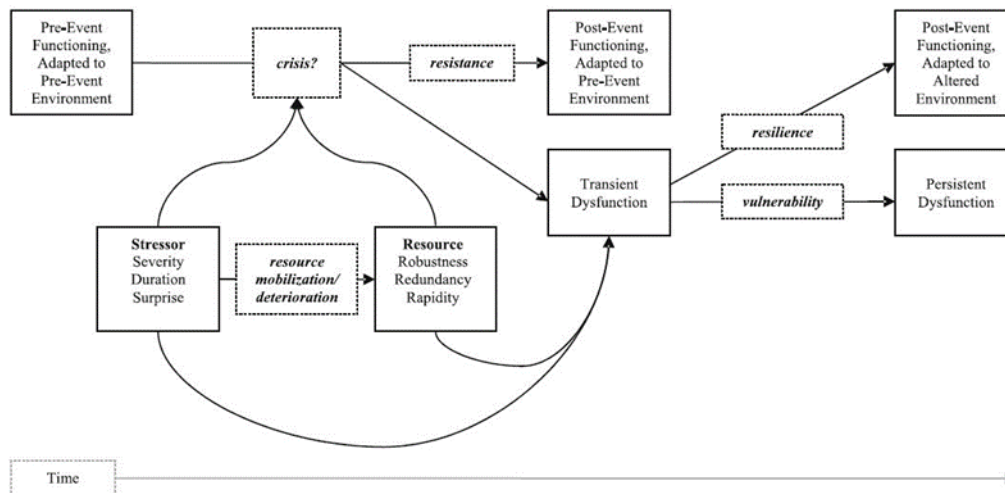 Pre-Event
Functioning,
Adapted to
Pre-Event
Environment
crisis?
resistance
Post-Event
Functioning,
Adapted to
Pre-Event
Environment
Post-Event
Functioning,
Adapted to
Altered
Environment
resilience
Transient
Dysfunction
vulnerability
Persistent
Dysfunction
Stressor
Severity
Duration
Surprise
resource
mobilization/
deterioration
Resource
Robustness
Redundancy
Rapidity
Time